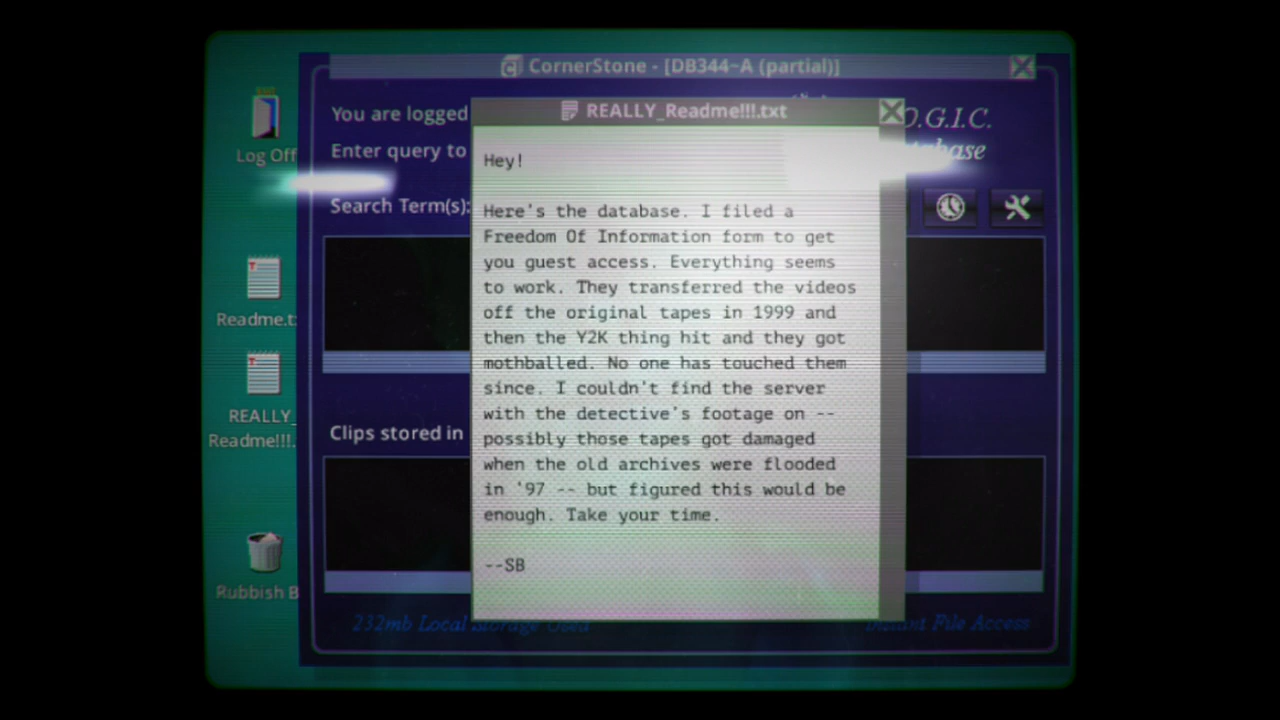 CornerStone - [DB344~A (partial)]
REALLY_Readme!!!.txt
You are logged
O.G.I.C.
Enter query to
Log Off
Search Term(s):
Hey!
Here's the database. I filed a
Freedom Of Information form to get
you guest access. Everything seems
to work. They transferred the videos
off the original tapes in 1999 and
then the Y2K thing hit and they got
mothballed. No one has touched them
since. I couldn't find the server
with the detective's footage on --
possibly those tapes got damaged
when the old archives were flooded
in '97 -- but figured this would be
enough. Take your time.
--SB
Readme.t
REALLY_
Readme!!!.
Clips stored in
Rubbish B
232mb Local Storage Used
Distant File Access